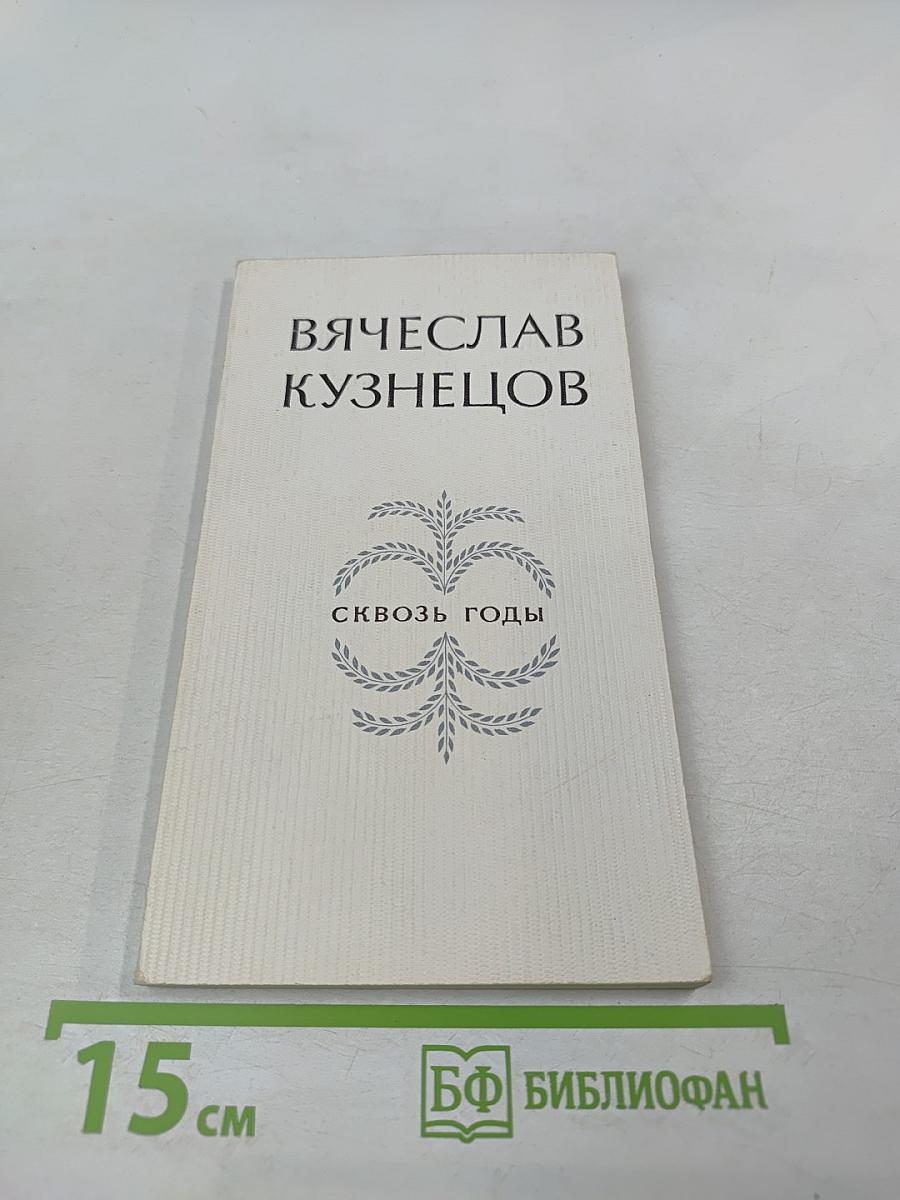 ВЯЧЕСЛАВ
КУЗНЕЦОВ
СКВОЗЬ ГОДЫ
15 см
БФ БИБЛИОФАН